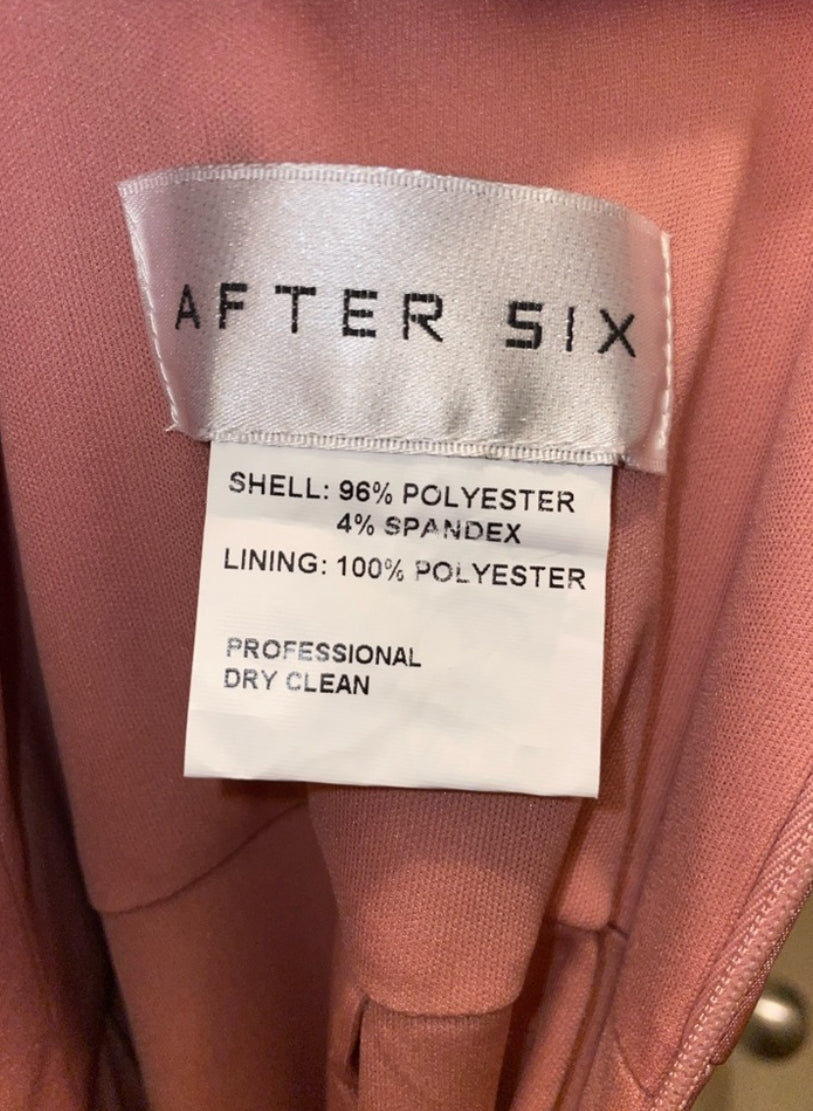 AFTER SIX
SHELL: 96% POLYESTER
4% SPANDEX
LINING: 100% POLYESTER
PROFESSIONAL
DRY CLEAN